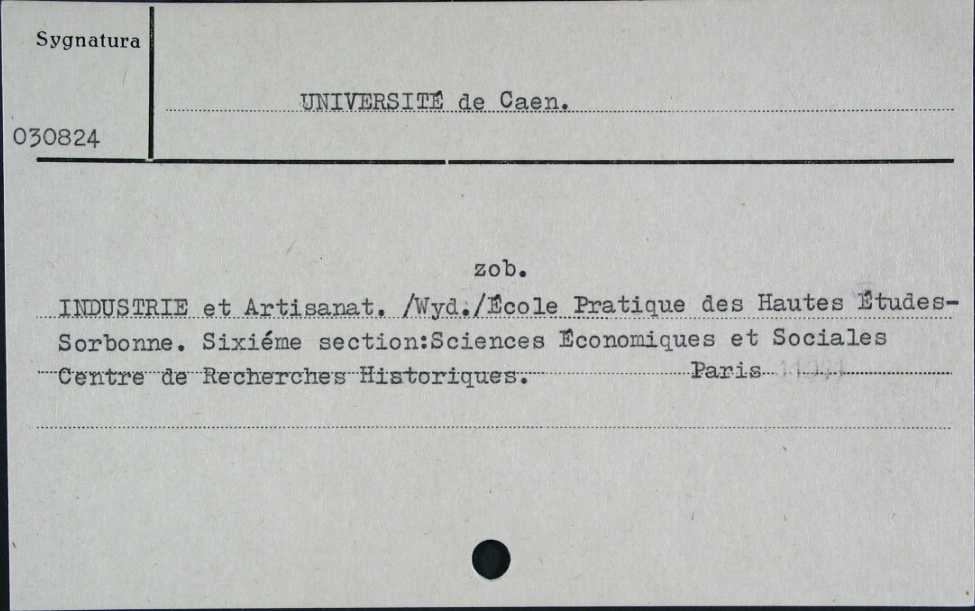 Sygnatura
UNIVERSITÉ de Caen.
030824
zob.
INDUSTRIE et Artisanat. /Wyd./École Pratique des Hautes Études-
Sorbonne. Sixiéme section:Sciences Économiques et Sociales
Centre de Recherches Historiques. Paris